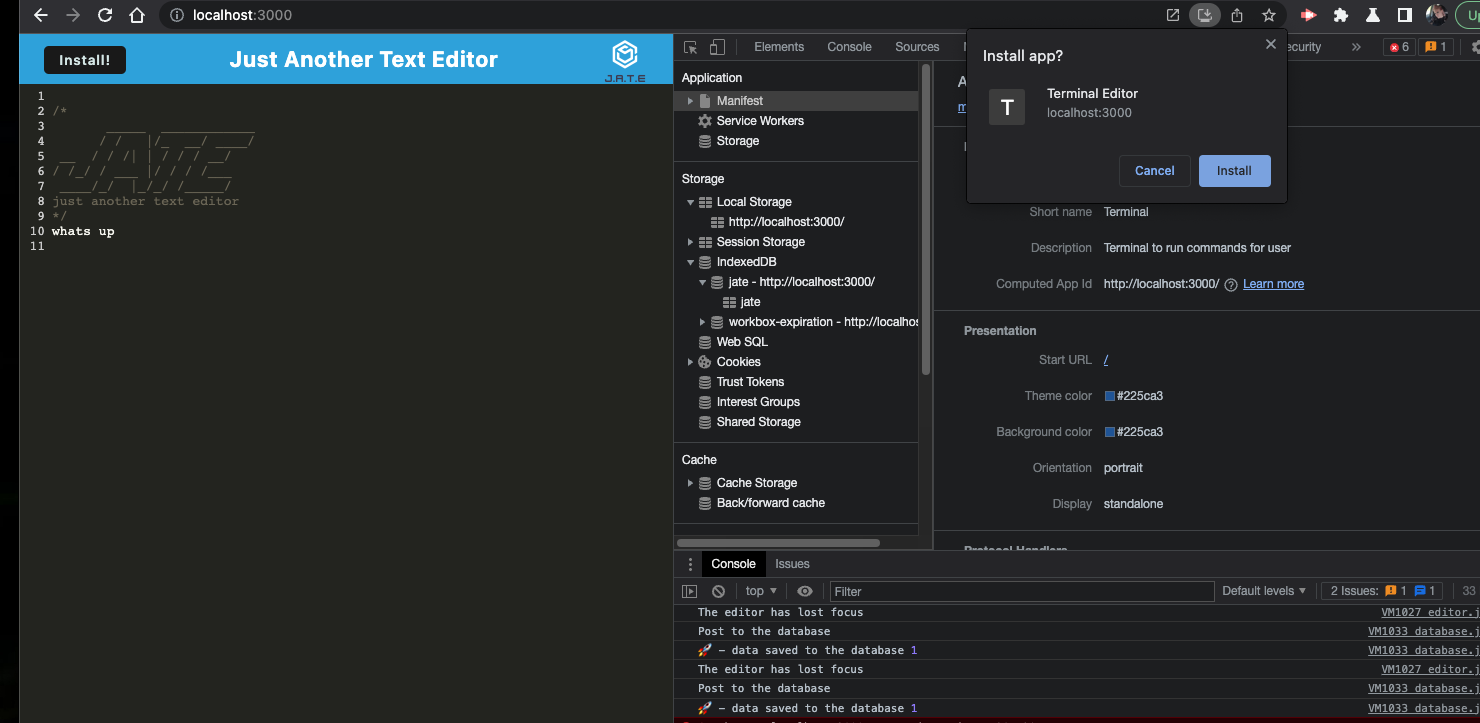 localhost:3000
Install!
Just Another Text Editor
J.A.T.E
1
2 /*
3 _____ ____________
4 / / |/_ __/ ____/
5 __ / / /| | / / / __/
6 / /_/ / ___ |/ / / /___
7 ____/_/ |_/_/ /_____/
8 just another text editor
9 */
10 whats up
11
Elements Console Sources ecurity » 6 1
Install app?
T
Terminal Editor
localhost:3000
Cancel Install
Application
Manifest
Service Workers
Storage
Storage
Local Storage
http://localhost:3000/
Session Storage
IndexedDB
jate - http://localhost:3000/
jate
workbox-expiration - http://localhos
Web SQL
Cookies
Trust Tokens
Interest Groups
Shared Storage
Cache
Cache Storage
Back/forward cache
Short name Terminal
Description Terminal to run commands for user
Computed App Id http://localhost:3000/ ? Learn more
Presentation
Start URL /
Theme color #225ca3
Background color #225ca3
Orientation portrait
Display standalone
Protocol Handlers
Console Issues
top ▼ Filter Default levels ▼ 2 Issues: 1 1 33
The editor has lost focus VM1027 editor.j
Post to the database VM1033 database.j
🚀 – data saved to the database 1 VM1033 database.j
The editor has lost focus VM1027 editor.j
Post to the database VM1033 database.j
🚀 – data saved to the database 1 VM1033 database.j